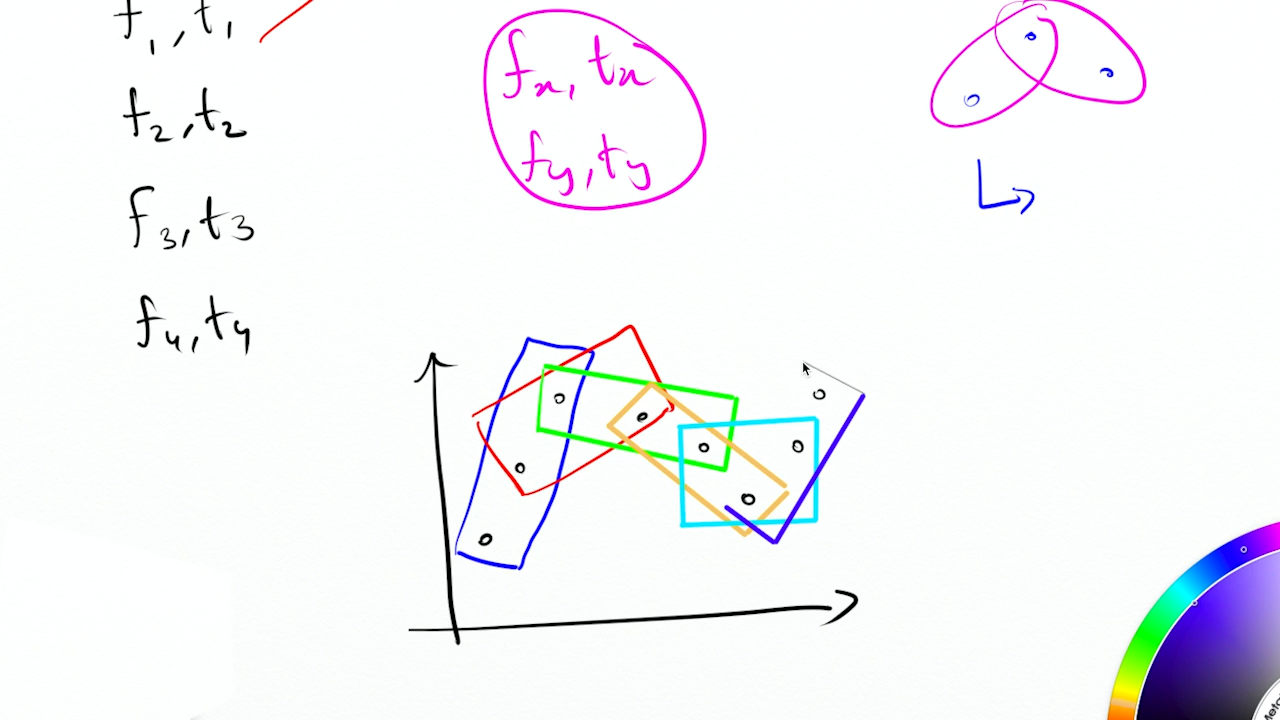 f₁, t₁
f₂, t₂
f₃, t₃
f₄, t₄
fₓ, tₓ
fy, ty